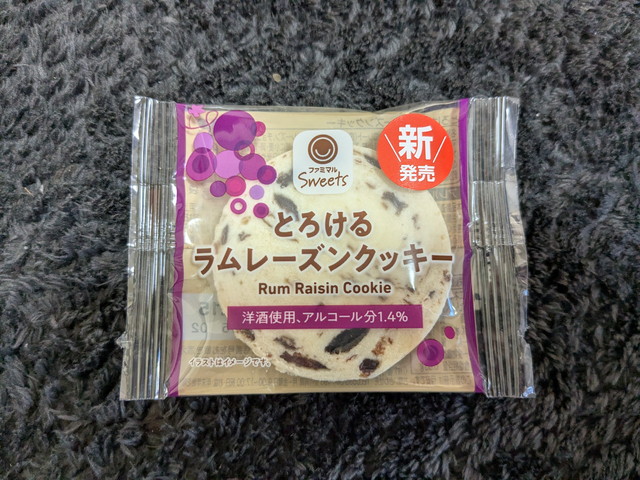 ファミマル
Sweets
新
発売
とろける
ラムレーズンクッキー
Rum Raisin Cookie
洋酒使用、アルコール分1.4%
イラストはイメージです。